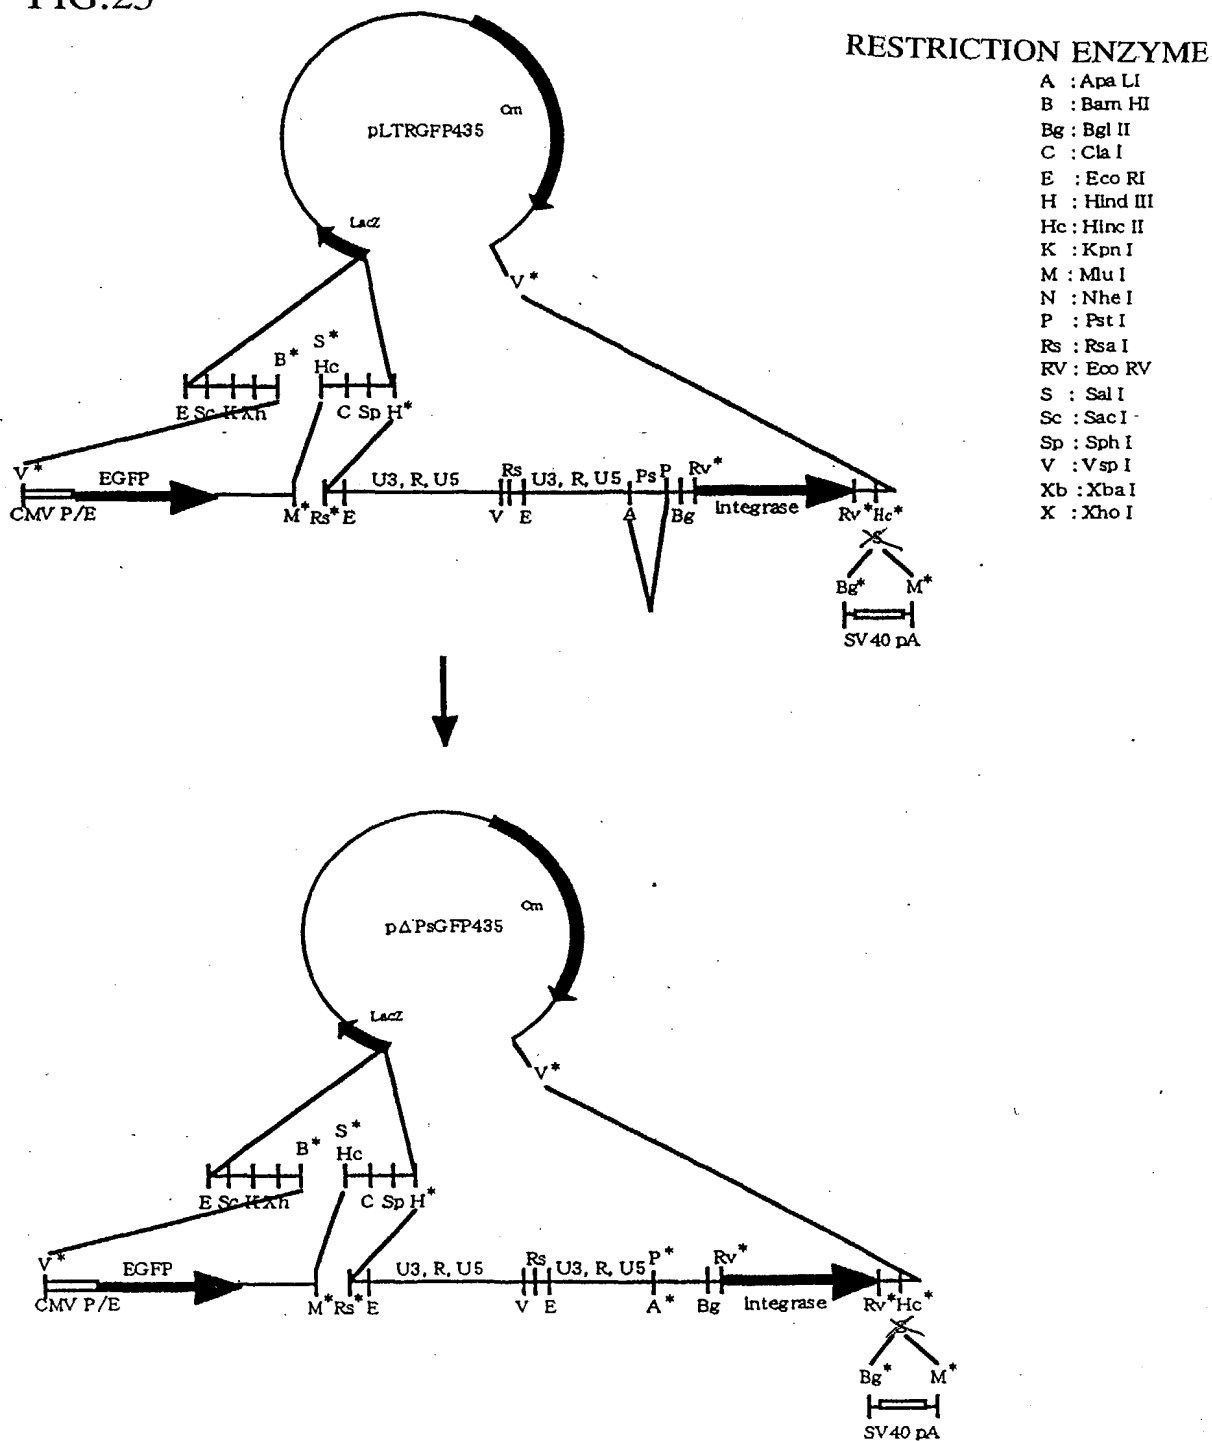 FIG.25
RESTRICTION ENZYME
A : Apa LI
B : Bam HI
Bg : Bgl II
C : Cla I
E : Eco RI
H : Hind III
Hc : Hinc II
K : Kpn I
M : Mlu I
N : Nhe I
P : Pst I
Rs : Rsa I
RV : Eco RV
S : Sal I
Sc : Sac I
Sp : Sph I
V : Vsp I
Xb : Xba I
X : Xho I
Cm
pLTRGFP435
LacZ
V*
S*
B* Hc
E Sc K Xh C Sp H*
V* EGFP U3, R, U5 Rs U3, R, U5 Ps P Rv*
CMV P/E M* Rs* E V E A Bg Integrase Rv* Hc*
S
Bg* M*
SV40 pA
Cm
pΔPsGFP435
LacZ
V*
S*
B* Hc
E Sc K Xh C Sp H*
V* EGFP U3, R, U5 Rs U3, R, U5 P* Rv*
CMV P/E M* Rs* E V E A* Bg Integrase Rv* Hc*
S
Bg* M*
SV40 pA